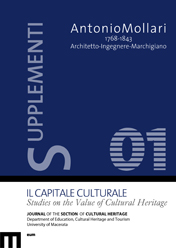 SUPPLEMENTI
AntonioMollari
1768-1843
Architetto-Ingegnere-Marchigiano
01
IL CAPITALE CULTURALE
Studies on the Value of Cultural Heritage
JOURNAL OF THE SECTION OF CULTURAL HERITAGE
Department of Education, Cultural Heritage and Tourism
University of Macerata
eum